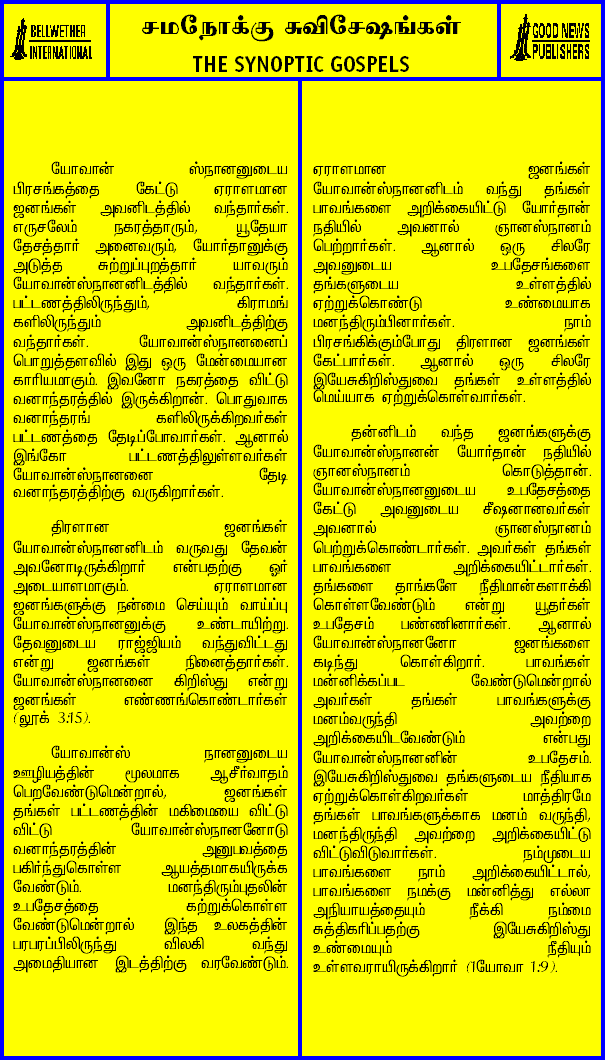 BELLWETHER
INTERNATIONAL
சமநோக்கு சுவிசேஷங்கள்
THE SYNOPTIC GOSPELS
GOOD NEWS
PUBLISHERS
யோவான் ஸ்நானனுடைய
பிரசங்கத்தை கேட்டு ஏராளமான
ஜனங்கள் அவனிடத்தில் வந்தார்கள்.
எருசலேம் நகரத்தாரும், யூதேயா
தேசத்தார் அனைவரும், யோர்தானுக்கு
அடுத்த சுற்றுப்புறத்தார் யாவரும்
யோவான்ஸ்நானனிடத்தில் வந்தார்கள்.
பட்டணத்திலிருந்தும், கிராமங்
களிலிருந்தும் அவனிடத்திற்கு
வந்தார்கள். யோவான்ஸ்நானனைப்
பொறுத்தளவில் இது ஒரு மேன்மையான
காரியமாகும். இவனோ நகரத்தை விட்டு
வனாந்தரத்தில் இருக்கிறான். பொதுவாக
வனாந்தரங் களிலிருக்கிறவர்கள்
பட்டணத்தை தேடிப்போவார்கள். ஆனால்
இங்கோ பட்டணத்திலுள்ளவர்கள்
யோவான்ஸ்நானனை தேடி
வனாந்தரத்திற்கு வருகிறார்கள்.
திரளான ஜனங்கள்
யோவான்ஸ்நானனிடம் வருவது தேவன்
அவனோடிருக்கிறார் என்பதற்கு ஓர்
அடையாளமாகும். ஏராளமான
ஜனங்களுக்கு நன்மை செய்யும் வாய்ப்பு
யோவான்ஸ்நானனுக்கு உண்டாயிற்று.
தேவனுடைய ராஜ்ஜியம் வந்துவிட்டது
என்று ஜனங்கள் நினைத்தார்கள்.
யோவான்ஸ்நானனை கிறிஸ்து என்று
ஜனங்கள் எண்ணங்கொண்டார்கள்
(லூக் 3:15).
யோவான்ஸ் நானனுடைய
ஊழியத்தின் மூலமாக ஆசீர்வாதம்
பெறவேண்டுமென்றால், ஜனங்கள்
தங்கள் பட்டணத்தின் மகிமையை விட்டு
விட்டு யோவான்ஸ்நானனோடு
வனாந்தரத்தின் அனுபவத்தை
பகிர்ந்துகொள்ள ஆயத்தமாகயிருக்க
வேண்டும். மனந்திரும்புதலின்
உபதேசத்தை கற்றுக்கொள்ள
வேண்டுமென்றால் இந்த உலகத்தின்
பரபரப்பிலிருந்து விலகி வந்து
அமைதியான இடத்திற்கு வரவேண்டும்.
ஏராளமான ஜனங்கள்
யோவான்ஸ்நானனிடம் வந்து தங்கள்
பாவங்களை அறிக்கையிட்டு யோர்தான்
நதியில் அவனால் ஞானஸ்நானம்
பெற்றார்கள். ஆனால் ஒரு சிலரே
அவனுடைய உபதேசங்களை
தங்களுடைய உள்ளத்தில்
ஏற்றுக்கொண்டு உண்மையாக
மனந்திரும்பினார்கள். நாம்
பிரசங்கிக்கும்போது திரளான ஜனங்கள்
கேட்பார்கள். ஆனால் ஒரு சிலரே
இயேசுகிறிஸ்துவை தங்கள் உள்ளத்தில்
மெய்யாக ஏற்றுக்கொள்வார்கள்.
தன்னிடம் வந்த ஜனங்களுக்கு
யோவான்ஸ்நானன் யோர்தான் நதியில்
ஞானஸ்நானம் கொடுத்தான்.
யோவான்ஸ்நானனுடைய உபதேசத்தை
கேட்டு அவனுடைய சீஷனானவர்கள்
அவனால் ஞானஸ்நானம்
பெற்றுக்கொண்டார்கள். அவர்கள் தங்கள்
பாவங்களை அறிக்கையிட்டார்கள்.
தங்களை தாங்களே நீதிமான்களாக்கி
கொள்ளவேண்டும் என்று யூதர்கள்
உபதேசம் பண்ணினார்கள். ஆனால்
யோவான்ஸ்நானனோ ஜனங்களை
கடிந்து கொள்கிறார். பாவங்கள்
மன்னிக்கப்பட வேண்டுமென்றால்
அவர்கள் தங்கள் பாவங்களுக்கு
மனம்வருந்தி அவற்றை
அறிக்கையிடவேண்டும் என்பது
யோவான்ஸ்நானனின் உபதேசம்.
இயேசுகிறிஸ்துவை தங்களுடைய நீதியாக
ஏற்றுக்கொள்கிறவர்கள் மாத்திரமே
தங்கள் பாவங்களுக்காக மனம் வருந்தி,
மனந்திருந்தி அவற்றை அறிக்கையிட்டு
விட்டுவிடுவார்கள். நம்முடைய
பாவங்களை நாம் அறிக்கையிட்டால்,
பாவங்களை நமக்கு மன்னித்து எல்லா
அநியாயத்தையும் நீக்கி நம்மை
சுத்திகரிப்பதற்கு இயேசுகிறிஸ்து
உண்மையும் நீதியும்
உள்ளவராயிருக்கிறார் (1யோவா 1:9).